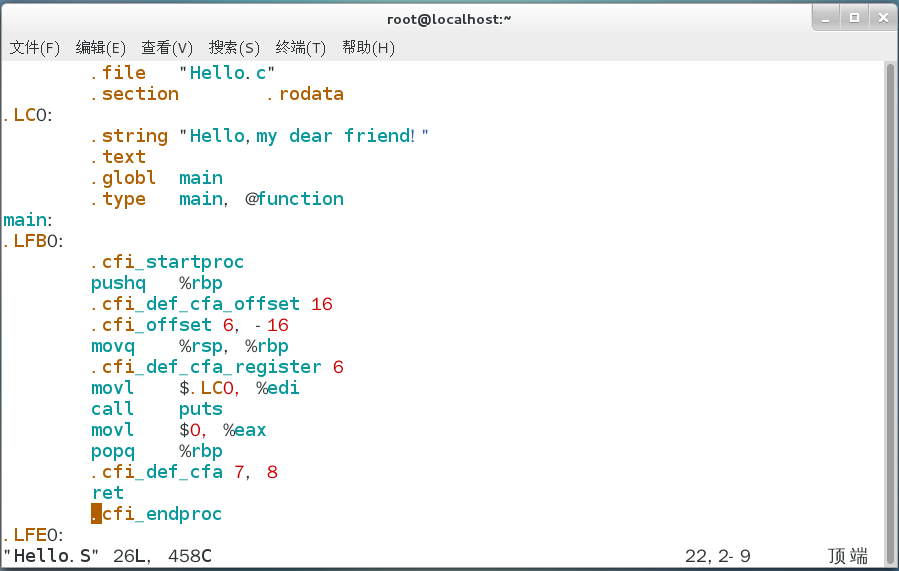 root@localhost:~
文件(F) 编辑(E) 查看(V) 搜索(S) 终端(T) 帮助(H)
.file "Hello.c"
.section .rodata
.LC0:
.string "Hello,my dear friend!"
.text
.globl main
.type main, @function
main:
.LFB0:
.cfi_startproc
pushq %rbp
.cfi_def_cfa_offset 16
.cfi_offset 6, -16
movq %rsp, %rbp
.cfi_def_cfa_register 6
movl $.LC0, %edi
call puts
movl $0, %eax
popq %rbp
.cfi_def_cfa 7, 8
ret
.cfi_endproc
.LFE0:
"Hello.S" 26L, 458C 22,2-9 顶端